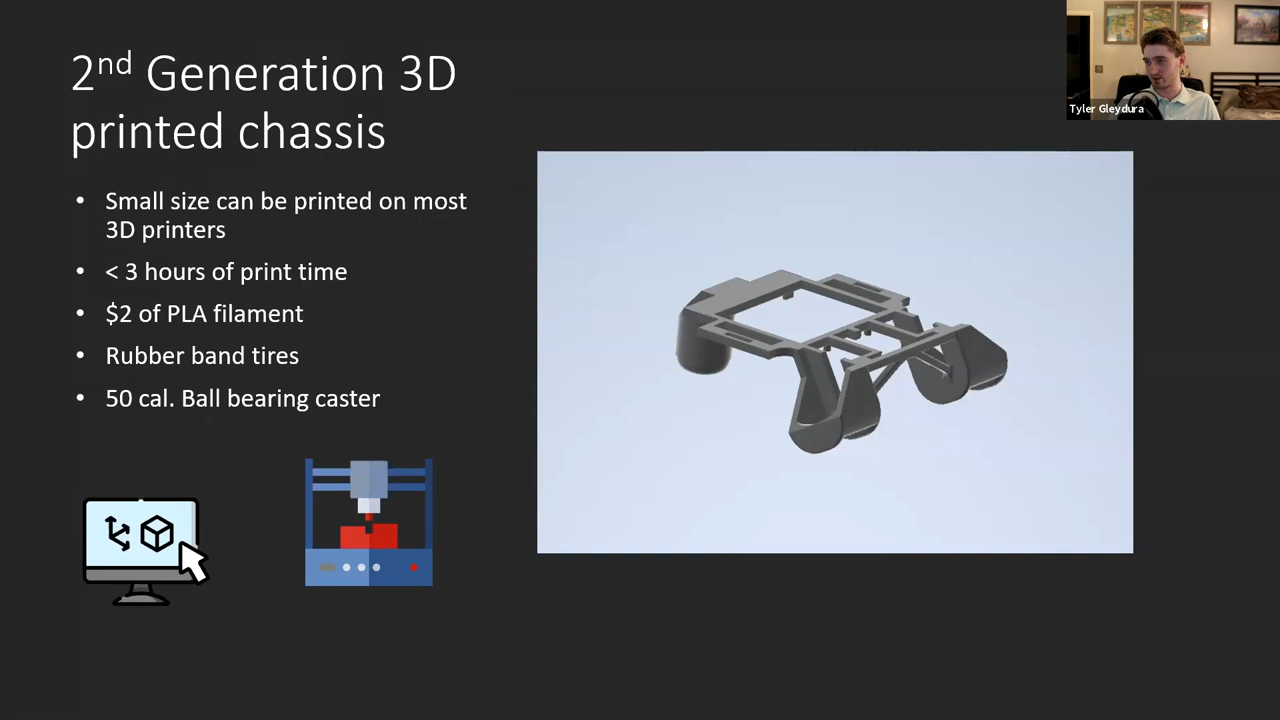 2nd Generation 3D
printed chassis
• Small size can be printed on most
3D printers
• < 3 hours of print time
• $2 of PLA filament
• Rubber band tires
• 50 cal. Ball bearing caster
Tyler Gleydura